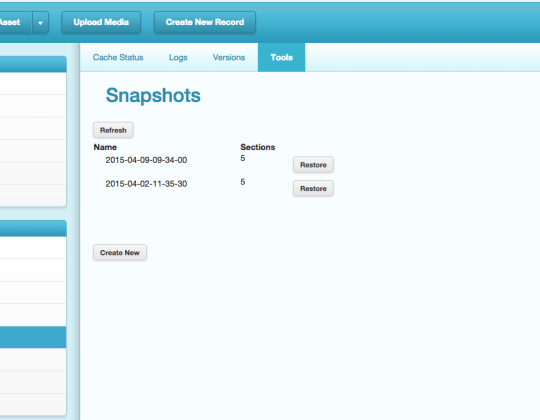 Asset Upload Media Create New Record
Cache Status Logs Versions Tools
Snapshots
Refresh
Name Sections
2015-04-09-09-34-00 5 Restore
2015-04-02-11-35-30 5 Restore
Create New